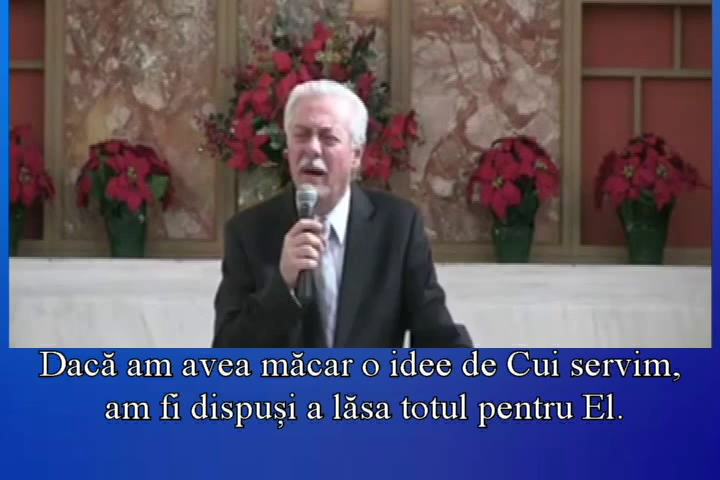 Dacă am avea măcar o idee de Cui servim,
am fi dispuși a lăsa totul pentru El.